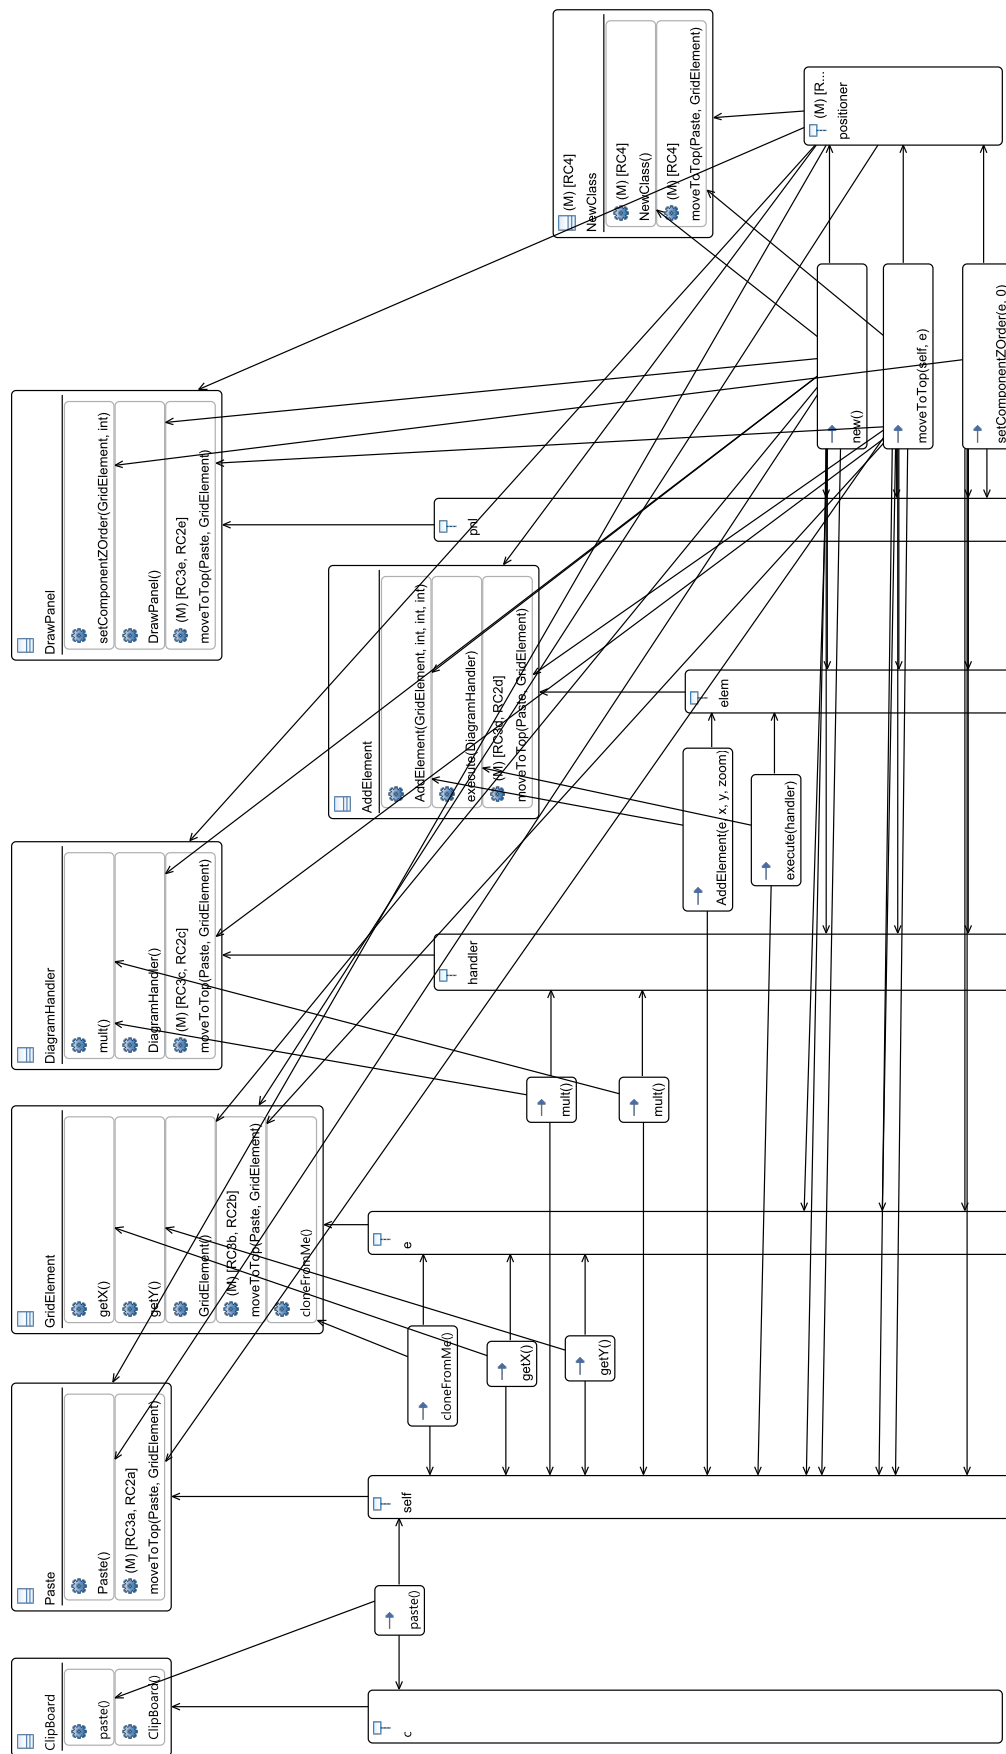 (M) [RC4]
NewClass
(M) [RC4]
NewClass()
(M) [RC4]
moveToTop(Paste, GridElement)
(M) [R...
positioner
DrawPanel
setComponentZOrder(GridElement, int)
DrawPanel()
(M) [RC3e, RC2e]
moveToTop(Paste, GridElement)
new()
moveToTop(self, e)
setComponentZOrder(e, 0)
pnl
AddElement
AddElement(GridElement, int, int, int)
execute(DiagramHandler)
(M) [RC3d, RC2d]
moveToTop(Paste, GridElement)
elem
AddElement(e, x, y, zoom)
execute(handler)
DiagramHandler
mult()
DiagramHandler()
(M) [RC3c, RC2c]
moveToTop(Paste, GridElement)
handler
mult()
mult()
GridElement
getX()
getY()
GridElement()
(M) [RC3b, RC2b]
moveToTop(Paste, GridElement)
cloneFromMe()
e
cloneFromMe()
getX()
getY()
Paste
Paste()
(M) [RC3a, RC2a]
moveToTop(Paste, GridElement)
self
paste()
ClipBoard
paste()
ClipBoard()
c